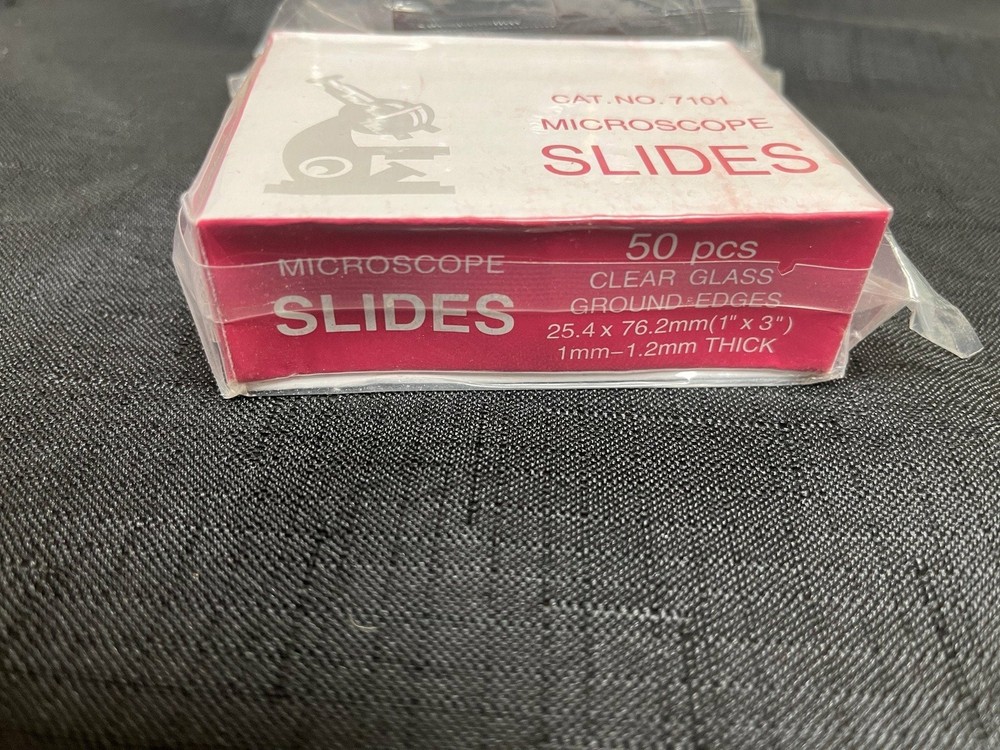 CAT.NO.7101
MICROSCOPE
SLIDES
MICROSCOPE
SLIDES
50 pcs
CLEAR GLASS
GROUND-EDGES
25.4 x 76.2mm(1" x 3")
1mm–1.2mm THICK